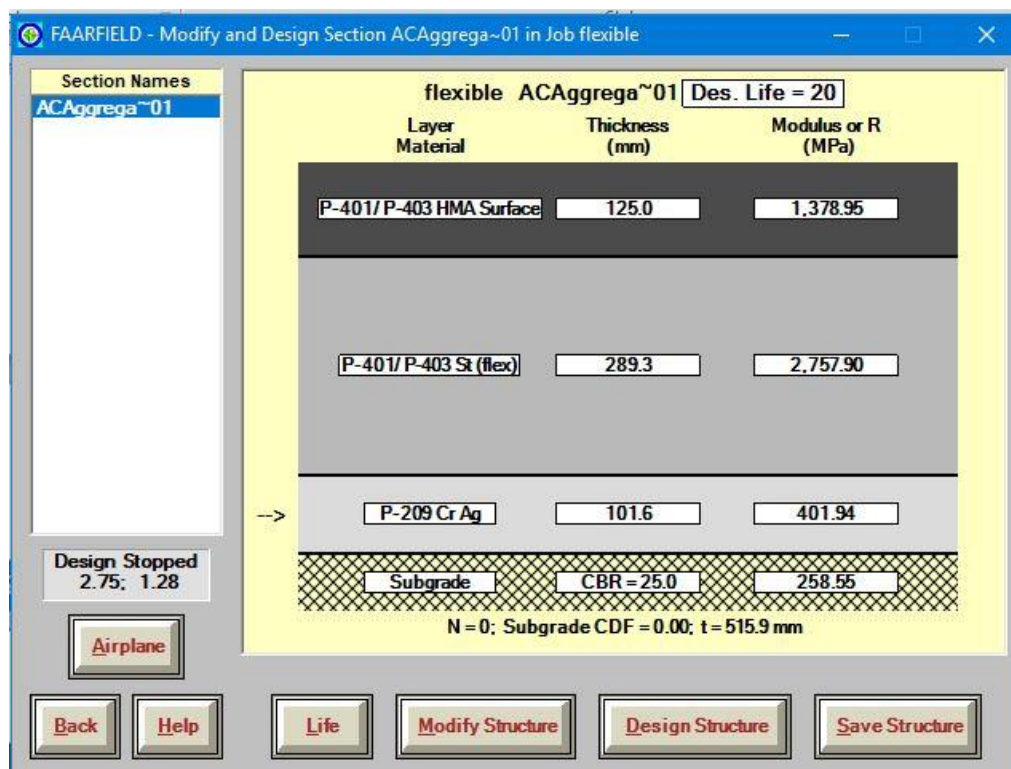 FAARFIELD - Modify and Design Section ACAggrega~01 in Job flexible
Section Names
ACAggrega~01
flexible ACAggrega~01 Des. Life = 20
Layer Material Thickness (mm) Modulus or R (MPa)
P-401/ P-403 HMA Surface 125.0 1,378.95
P-401/ P-403 St (flex) 289.3 2,757.90
--> P-209 Cr Ag 101.6 401.94
Subgrade CBR = 25.0 258.55
N = 0; Subgrade CDF = 0.00; t = 515.9 mm
Design Stopped
2.75; 1.28
Airplane
Back Help Life Modify Structure Design Structure Save Structure